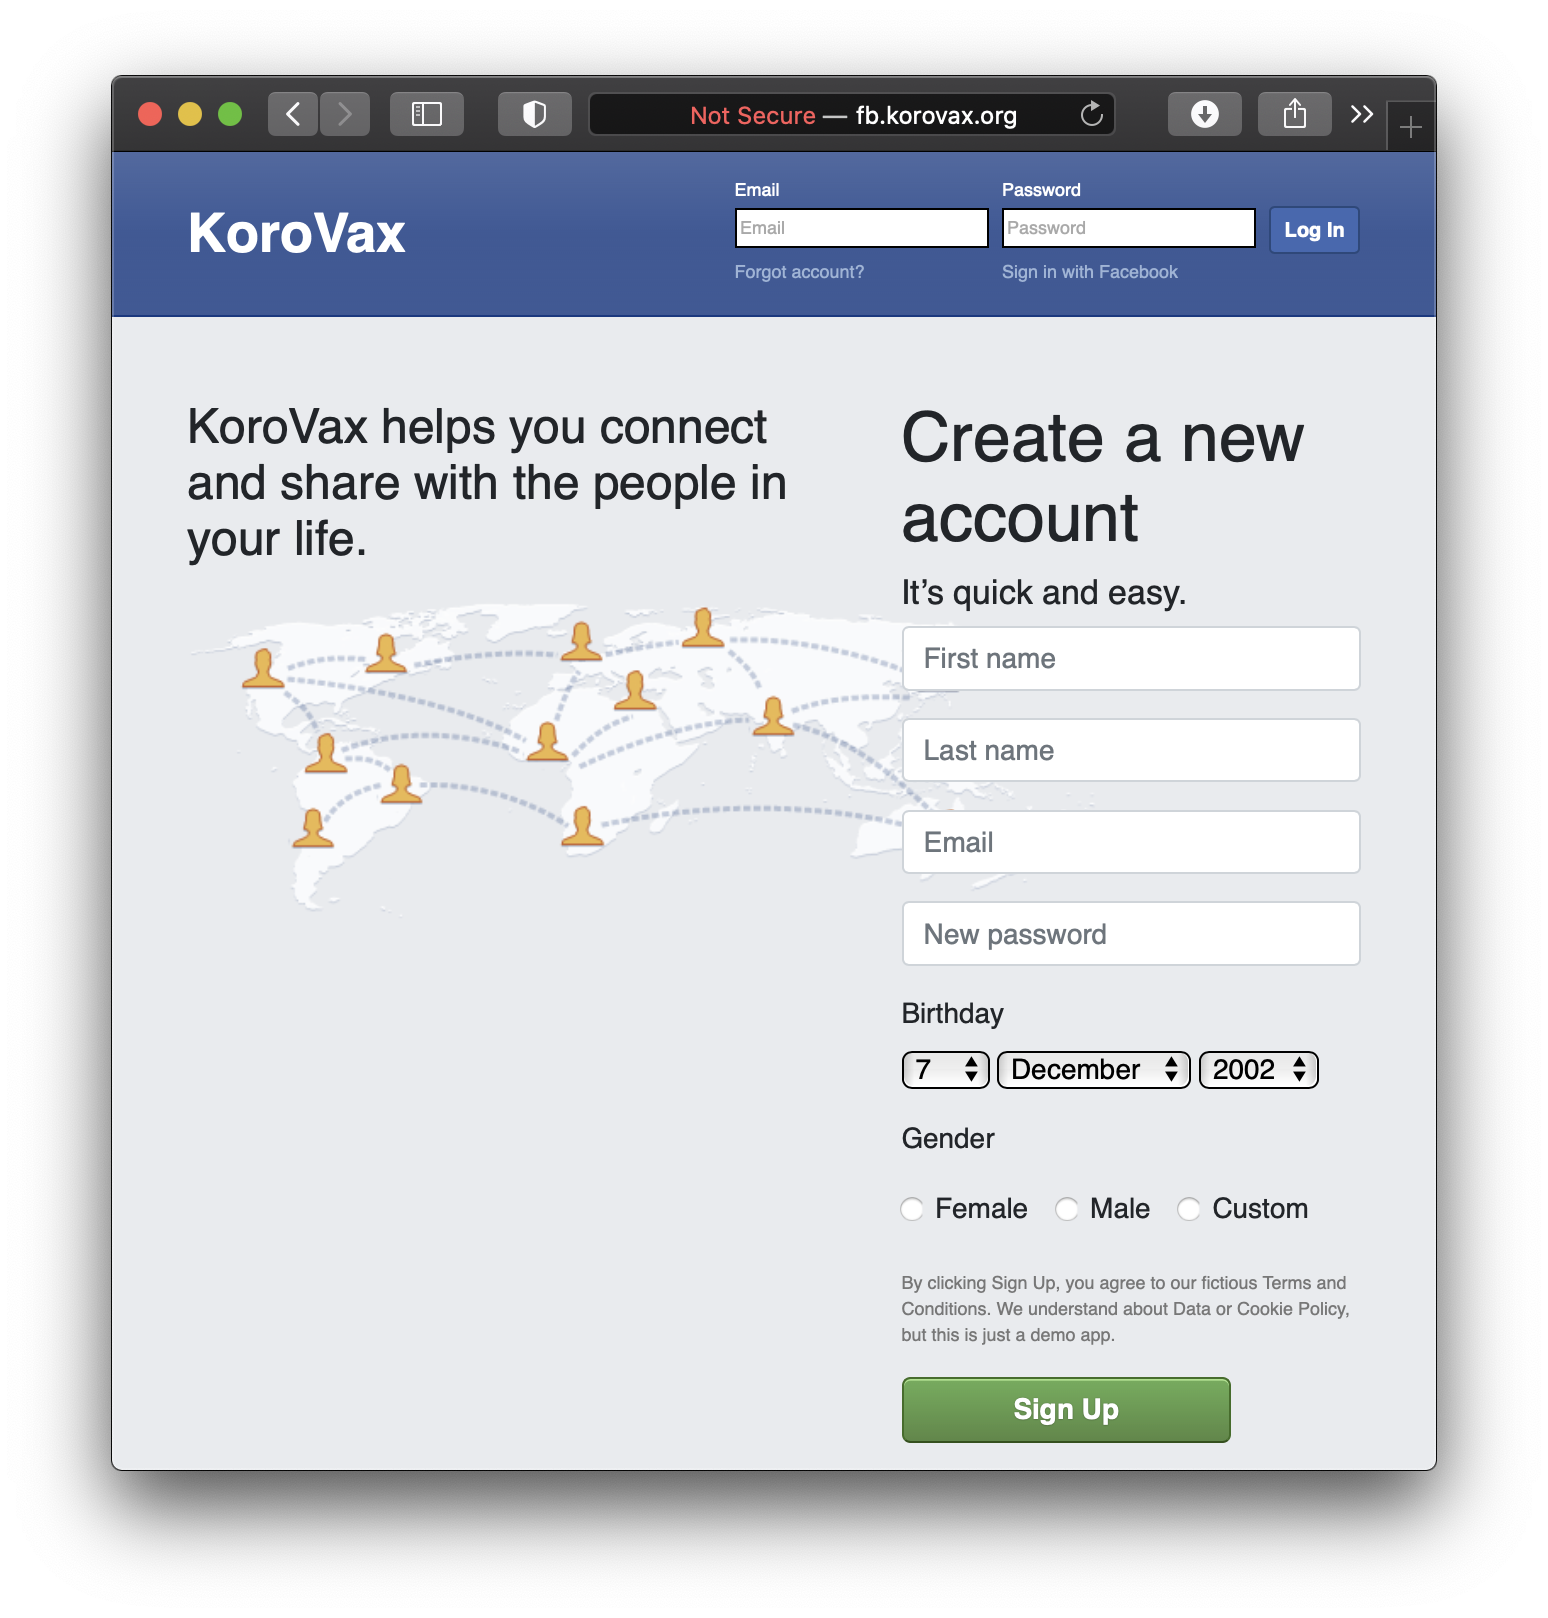 Not Secure — fb.korovax.org
KoroVax
Email
Password
Email
Password
Log In
Forgot account?
Sign in with Facebook
KoroVax helps you connect
and share with the people in
your life.
Create a new
account
It’s quick and easy.
First name
Last name
Email
New password
Birthday
7
December
2002
Gender
Female
Male
Custom
By clicking Sign Up, you agree to our fictious Terms and
Conditions. We understand about Data or Cookie Policy,
but this is just a demo app.
Sign Up